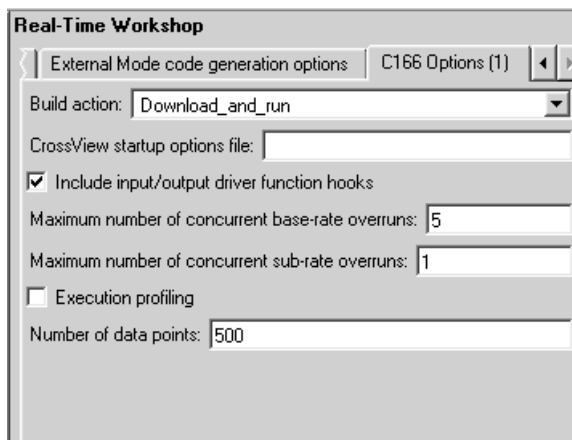 Real-Time Workshop
External Mode code generation options
C166 Options (1)
Build action: Download_and_run
CrossView startup options file:
Include input/output driver function hooks
Maximum number of concurrent base-rate overruns: 5
Maximum number of concurrent sub-rate overruns: 1
Execution profiling
Number of data points: 500